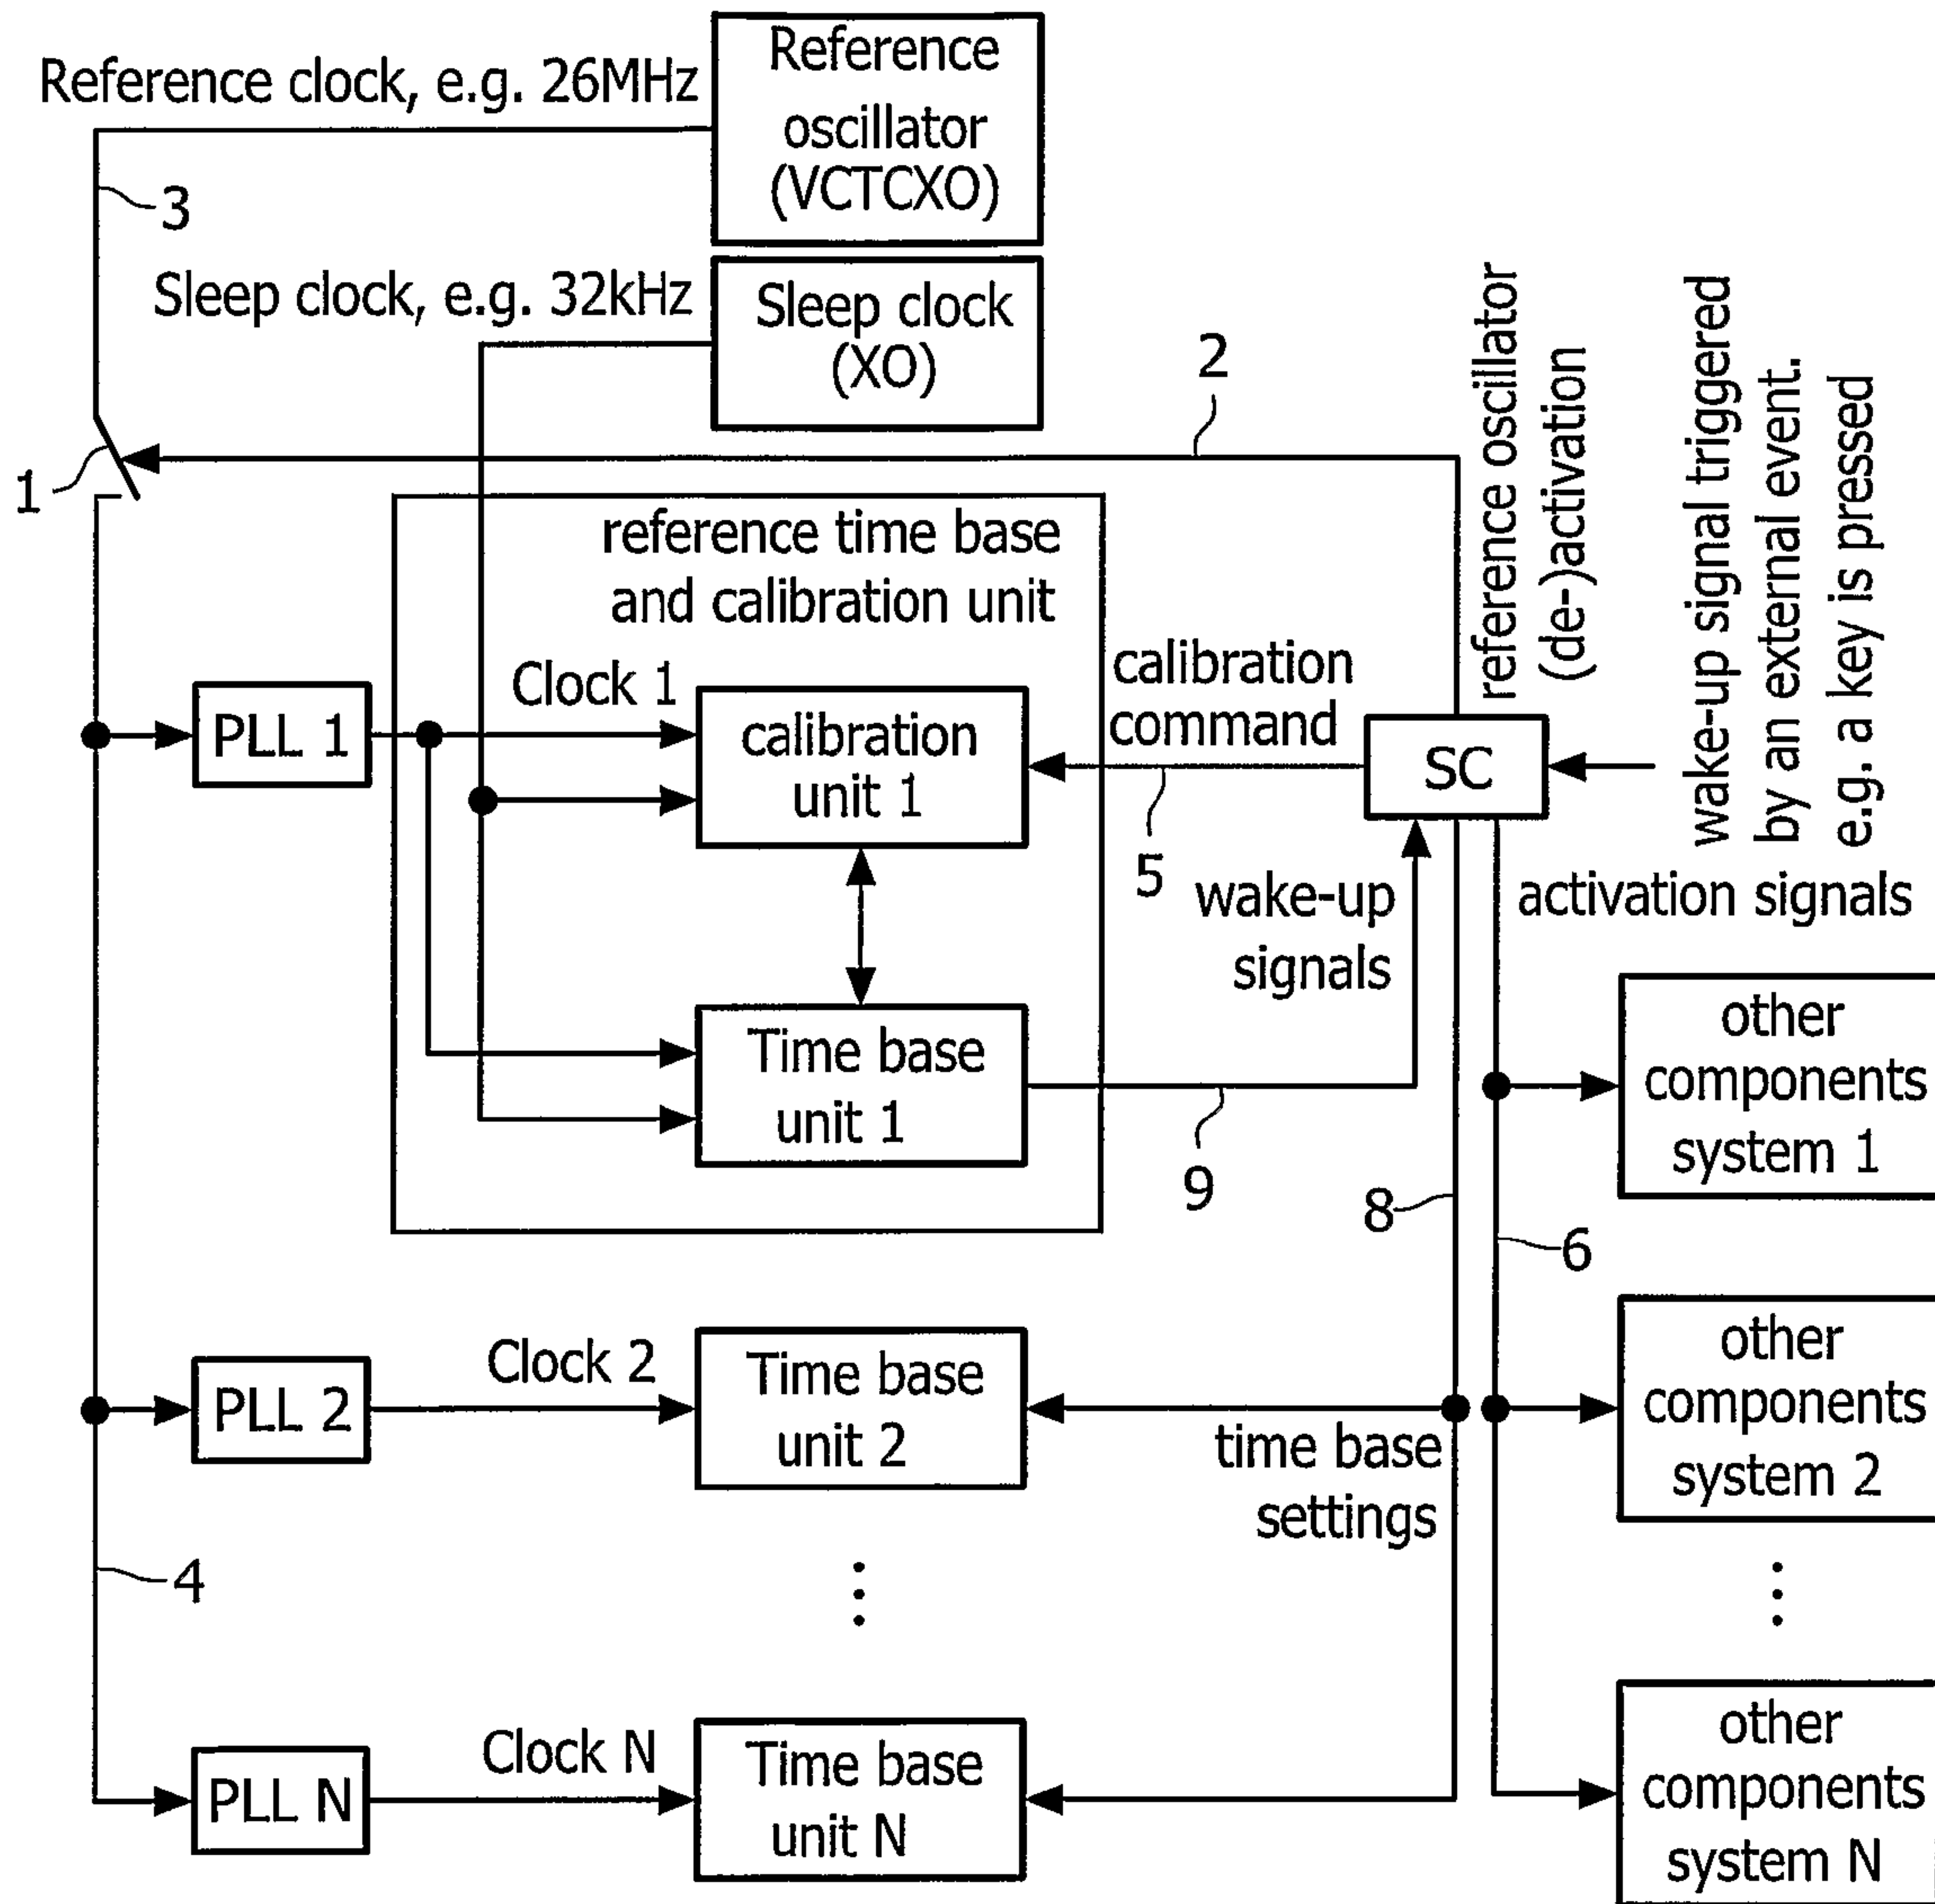 Reference clock, e.g. 26MHz
Reference
oscillator
(VCTCXO)
3
Sleep clock, e.g. 32kHz
Sleep clock
(XO)
2
1
reference oscillator
(de-)activation
wake-up signal triggered
by an external event.
e.g. a key is pressed
reference time base
and calibration unit
PLL 1
Clock 1
calibration
unit 1
calibration
command
5
SC
wake-up
signals
activation signals
Time base
unit 1
9
8
6
other
components
system 1
PLL 2
Clock 2
Time base
unit 2
time base
settings
other
components
system 2
4
PLL N
Clock N
Time base
unit N
other
components
system N